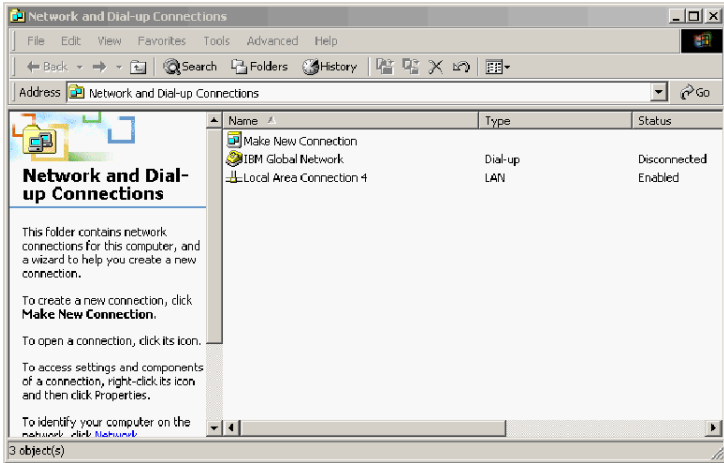 Network and Dial-up Connections
File Edit View Favorites Tools Advanced Help
Back Search Folders History
Address Network and Dial-up Connections Go
Name Type Status
Make New Connection
IBM Global Network Dial-up Disconnected
Local Area Connection 4 LAN Enabled
Network and Dial-
up Connections
This folder contains network
connections for this computer, and
a wizard to help you create a new
connection.
To create a new connection, click
Make New Connection.
To open a connection, click its icon.
To access settings and components
of a connection, right-click its icon
and then click Properties.
To identify your computer on the
network, click Network
3 object(s)